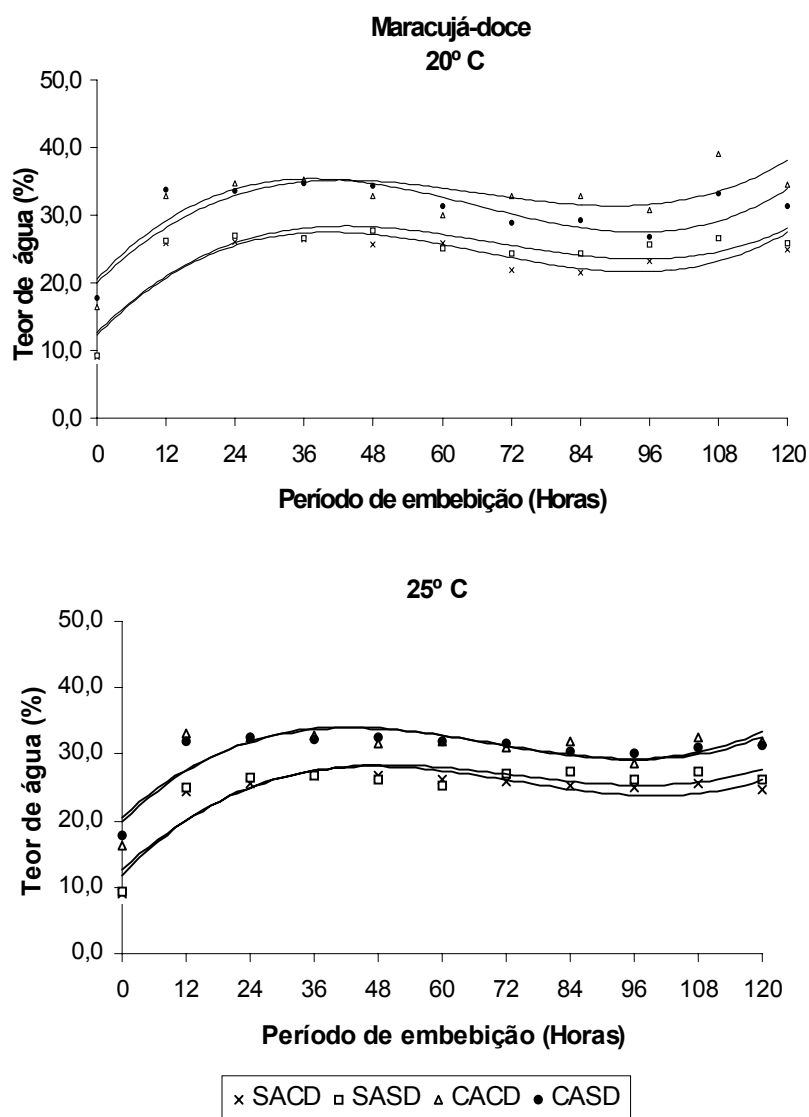 Maracujá-doce
20º C
Teor de água (%)
50,0
40,0
30,0
20,0
10,0
0,0
0 12 24 36 48 60 72 84 96 108 120
Período de embebição (Horas)
25º C
Teor de água (%)
50,0
40,0
30,0
20,0
10,0
0,0
0 12 24 36 48 60 72 84 96 108 120
Período de embebição (Horas)
SACD SASD CACD CASD